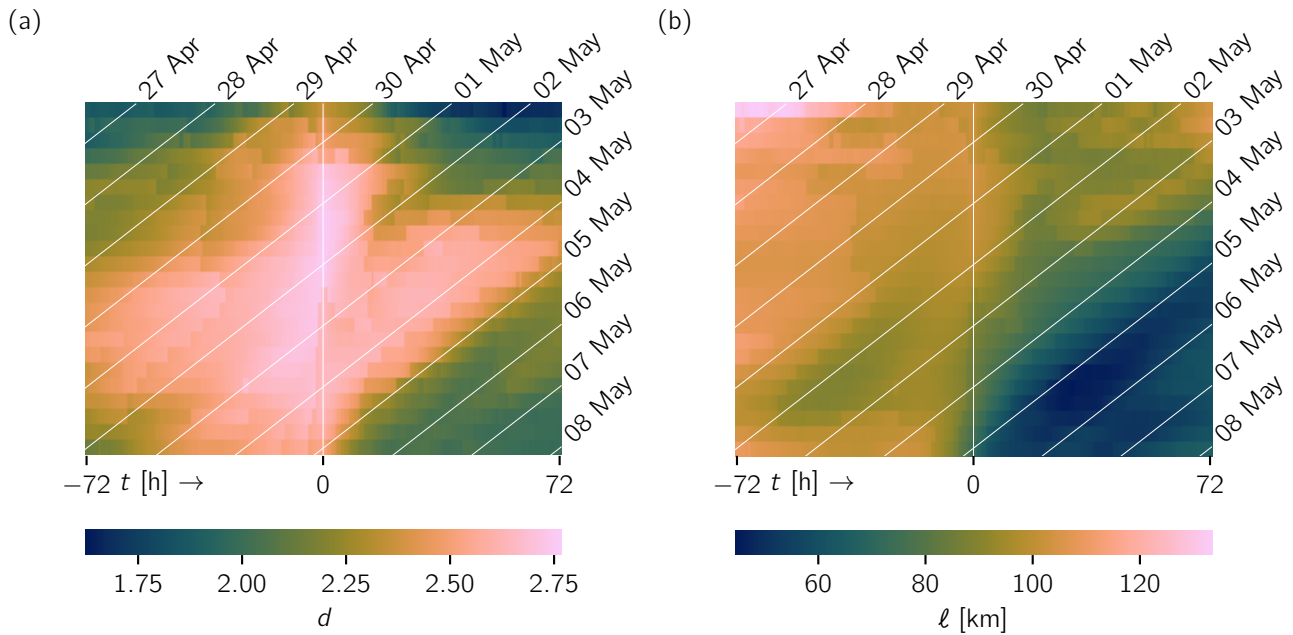 (a)
27 Apr
28 Apr
29 Apr
30 Apr
01 May
02 May
03 May
04 May
05 May
06 May
07 May
08 May
−72 t [h] → 0 72
1.75 2.00 2.25 2.50 2.75
d
(b)
27 Apr
28 Apr
29 Apr
30 Apr
01 May
02 May
03 May
04 May
05 May
06 May
07 May
08 May
−72 t [h] → 0 72
60 80 100 120
ℓ [km]